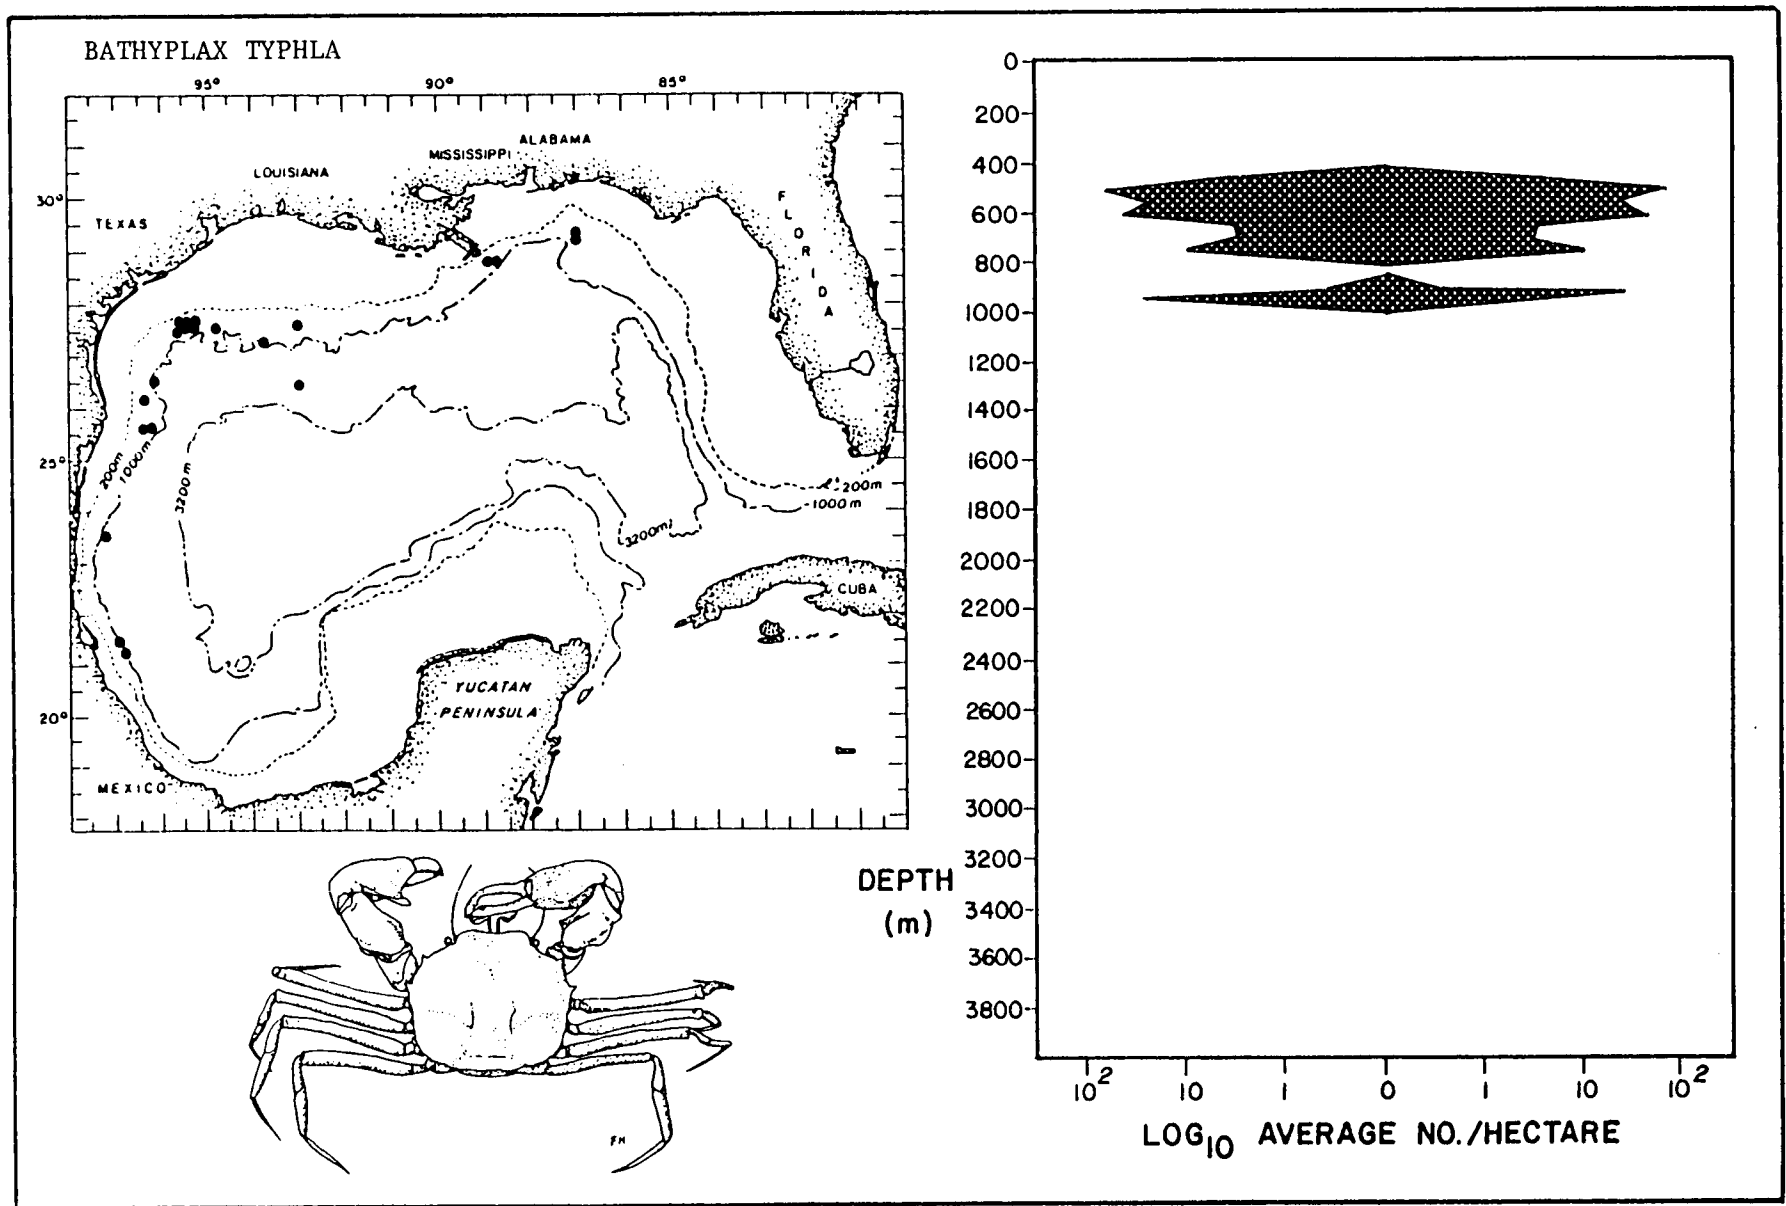 BATHYPLAX TYPHLA
95° 90° 85°
ALABAMA
MISSISSIPPI
LOUISIANA
30°
TEXAS
FLORIDA
25°
200m
1000m
3200m
200m
1000m
3200m
CUBA
YUCATAN
PENINSULA
20°
MEXICO
FH
DEPTH
(m)
0
200
400
600
800
1000
1200
1400
1600
1800
2000
2200
2400
2600
2800
3000
3200
3400
3600
3800
10² 10 1 0 1 10 10²
LOG₁₀ AVERAGE NO./HECTARE